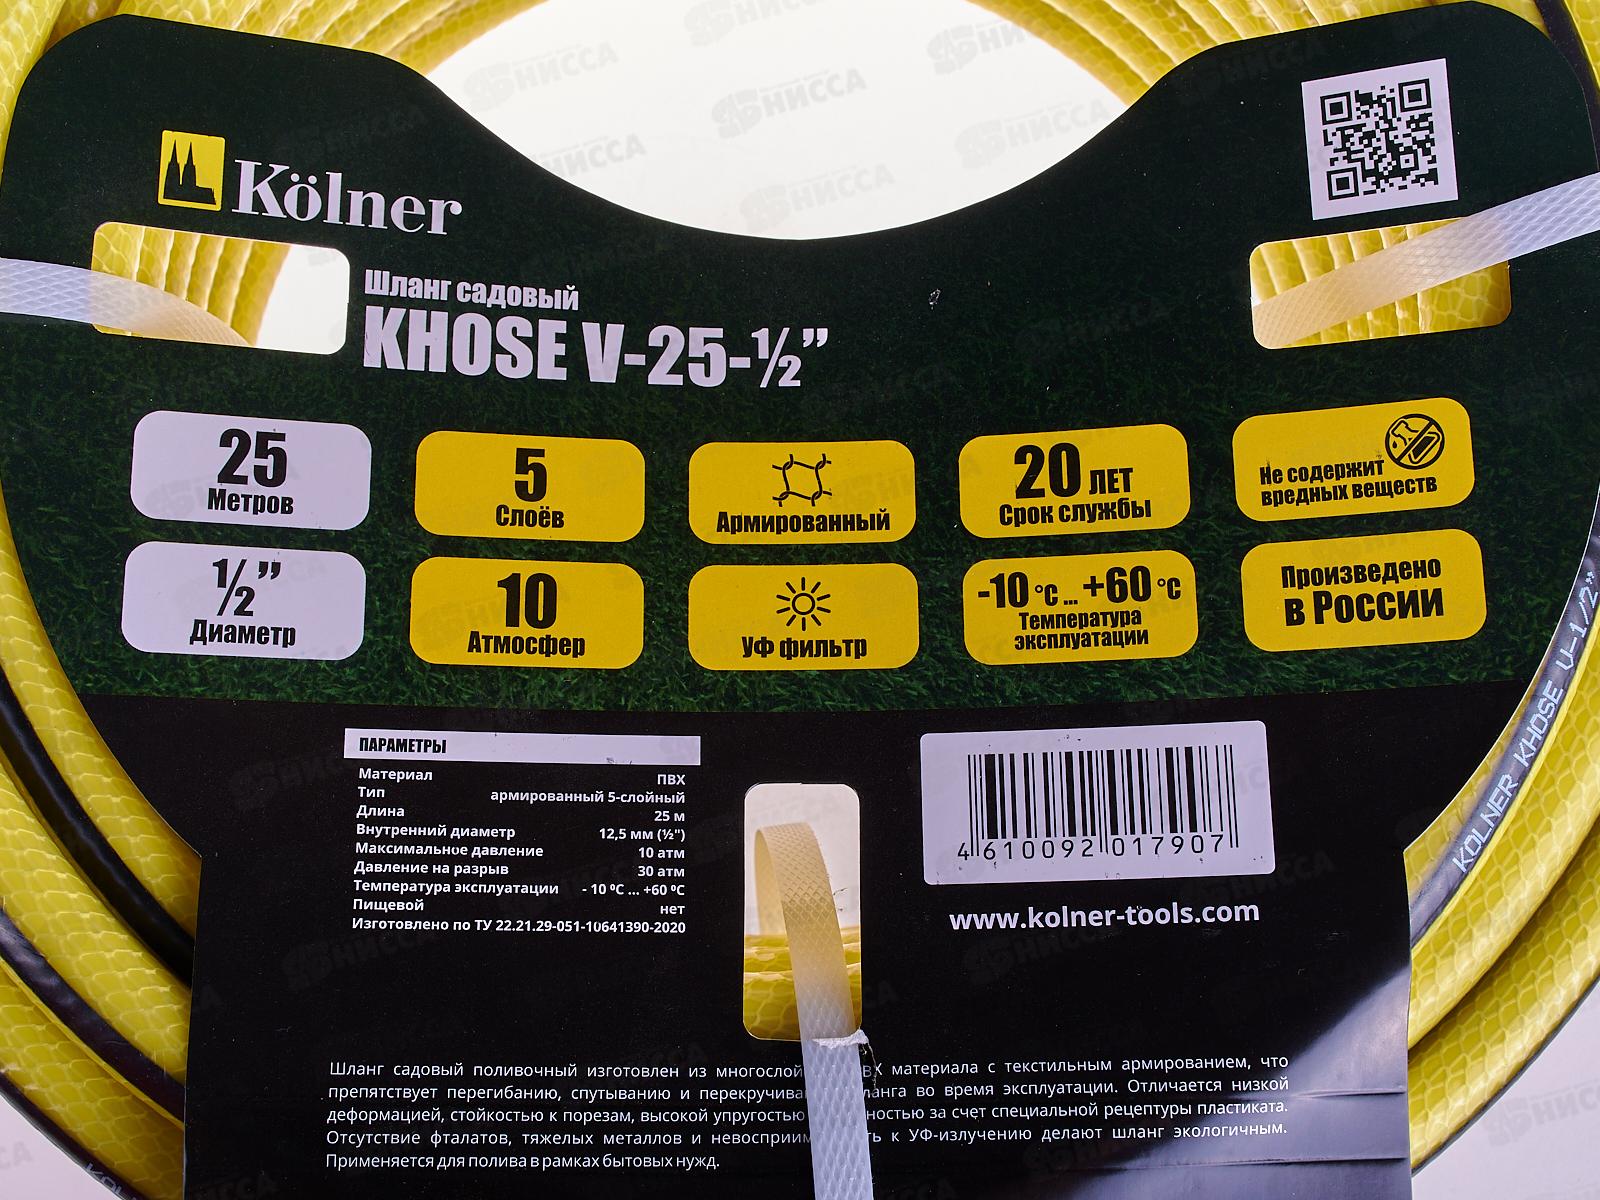 Kölner
Шланг садовый
KHOSE V-25-½”
25
Метров
5
Слоёв
Армированный
20 ЛЕТ
Срок службы
Не содержит
вредных веществ
½”
Диаметр
10
Атмосфер
УФ фильтр
-10 °С ... +60 °С
Температура
эксплуатации
Произведено
в России
ПАРАМЕТРЫ
Материал ПВХ
Тип армированный 5-слойный
Длина 25 м
Внутренний диаметр 12,5 мм (½")
Максимальное давление 10 атм
Давление на разрыв 30 атм
Температура эксплуатации - 10 ⁰С ... +60 ⁰С
Пищевой нет
Изготовлено по ТУ 22.21.29-051-10641390-2020
4 610092 017907
www.kolner-tools.com
Шланг садовый поливочный изготовлен из многослой ВХ материала с текстильным армированием, что
препятствует перегибанию, спутыванию и перекручива ланга во время эксплуатации. Отличается низкой
деформацией, стойкостью к порезам, высокой упругостью ностью за счет специальной рецептуры пластиката.
Отсутствие фталатов, тяжелых металлов и невосприим ть к УФ-излучению делают шланг экологичным.
Применяется для полива в рамках бытовых нужд.
KOLNER KHOSE V-1/2"
НИССА